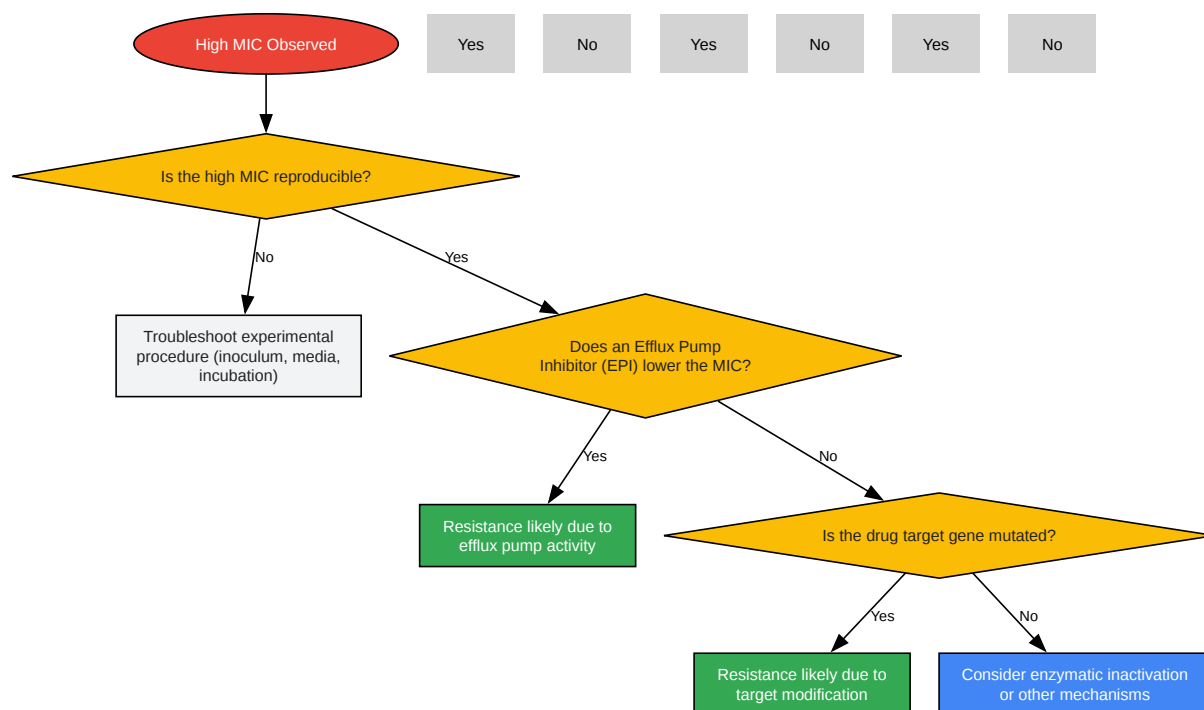 High MIC Observed
Yes
No
Yes
No
Yes
No
Is the high MIC reproducible?
No
Yes
Troubleshoot experimental
procedure (inoculum, media,
incubation)
Does an Efflux Pump
Inhibitor (EPI) lower the MIC?
Yes
No
Resistance likely due to
efflux pump activity
Is the drug target gene mutated?
Yes
No
Resistance likely due to
target modification
Consider enzymatic inactivation
or other mechanisms